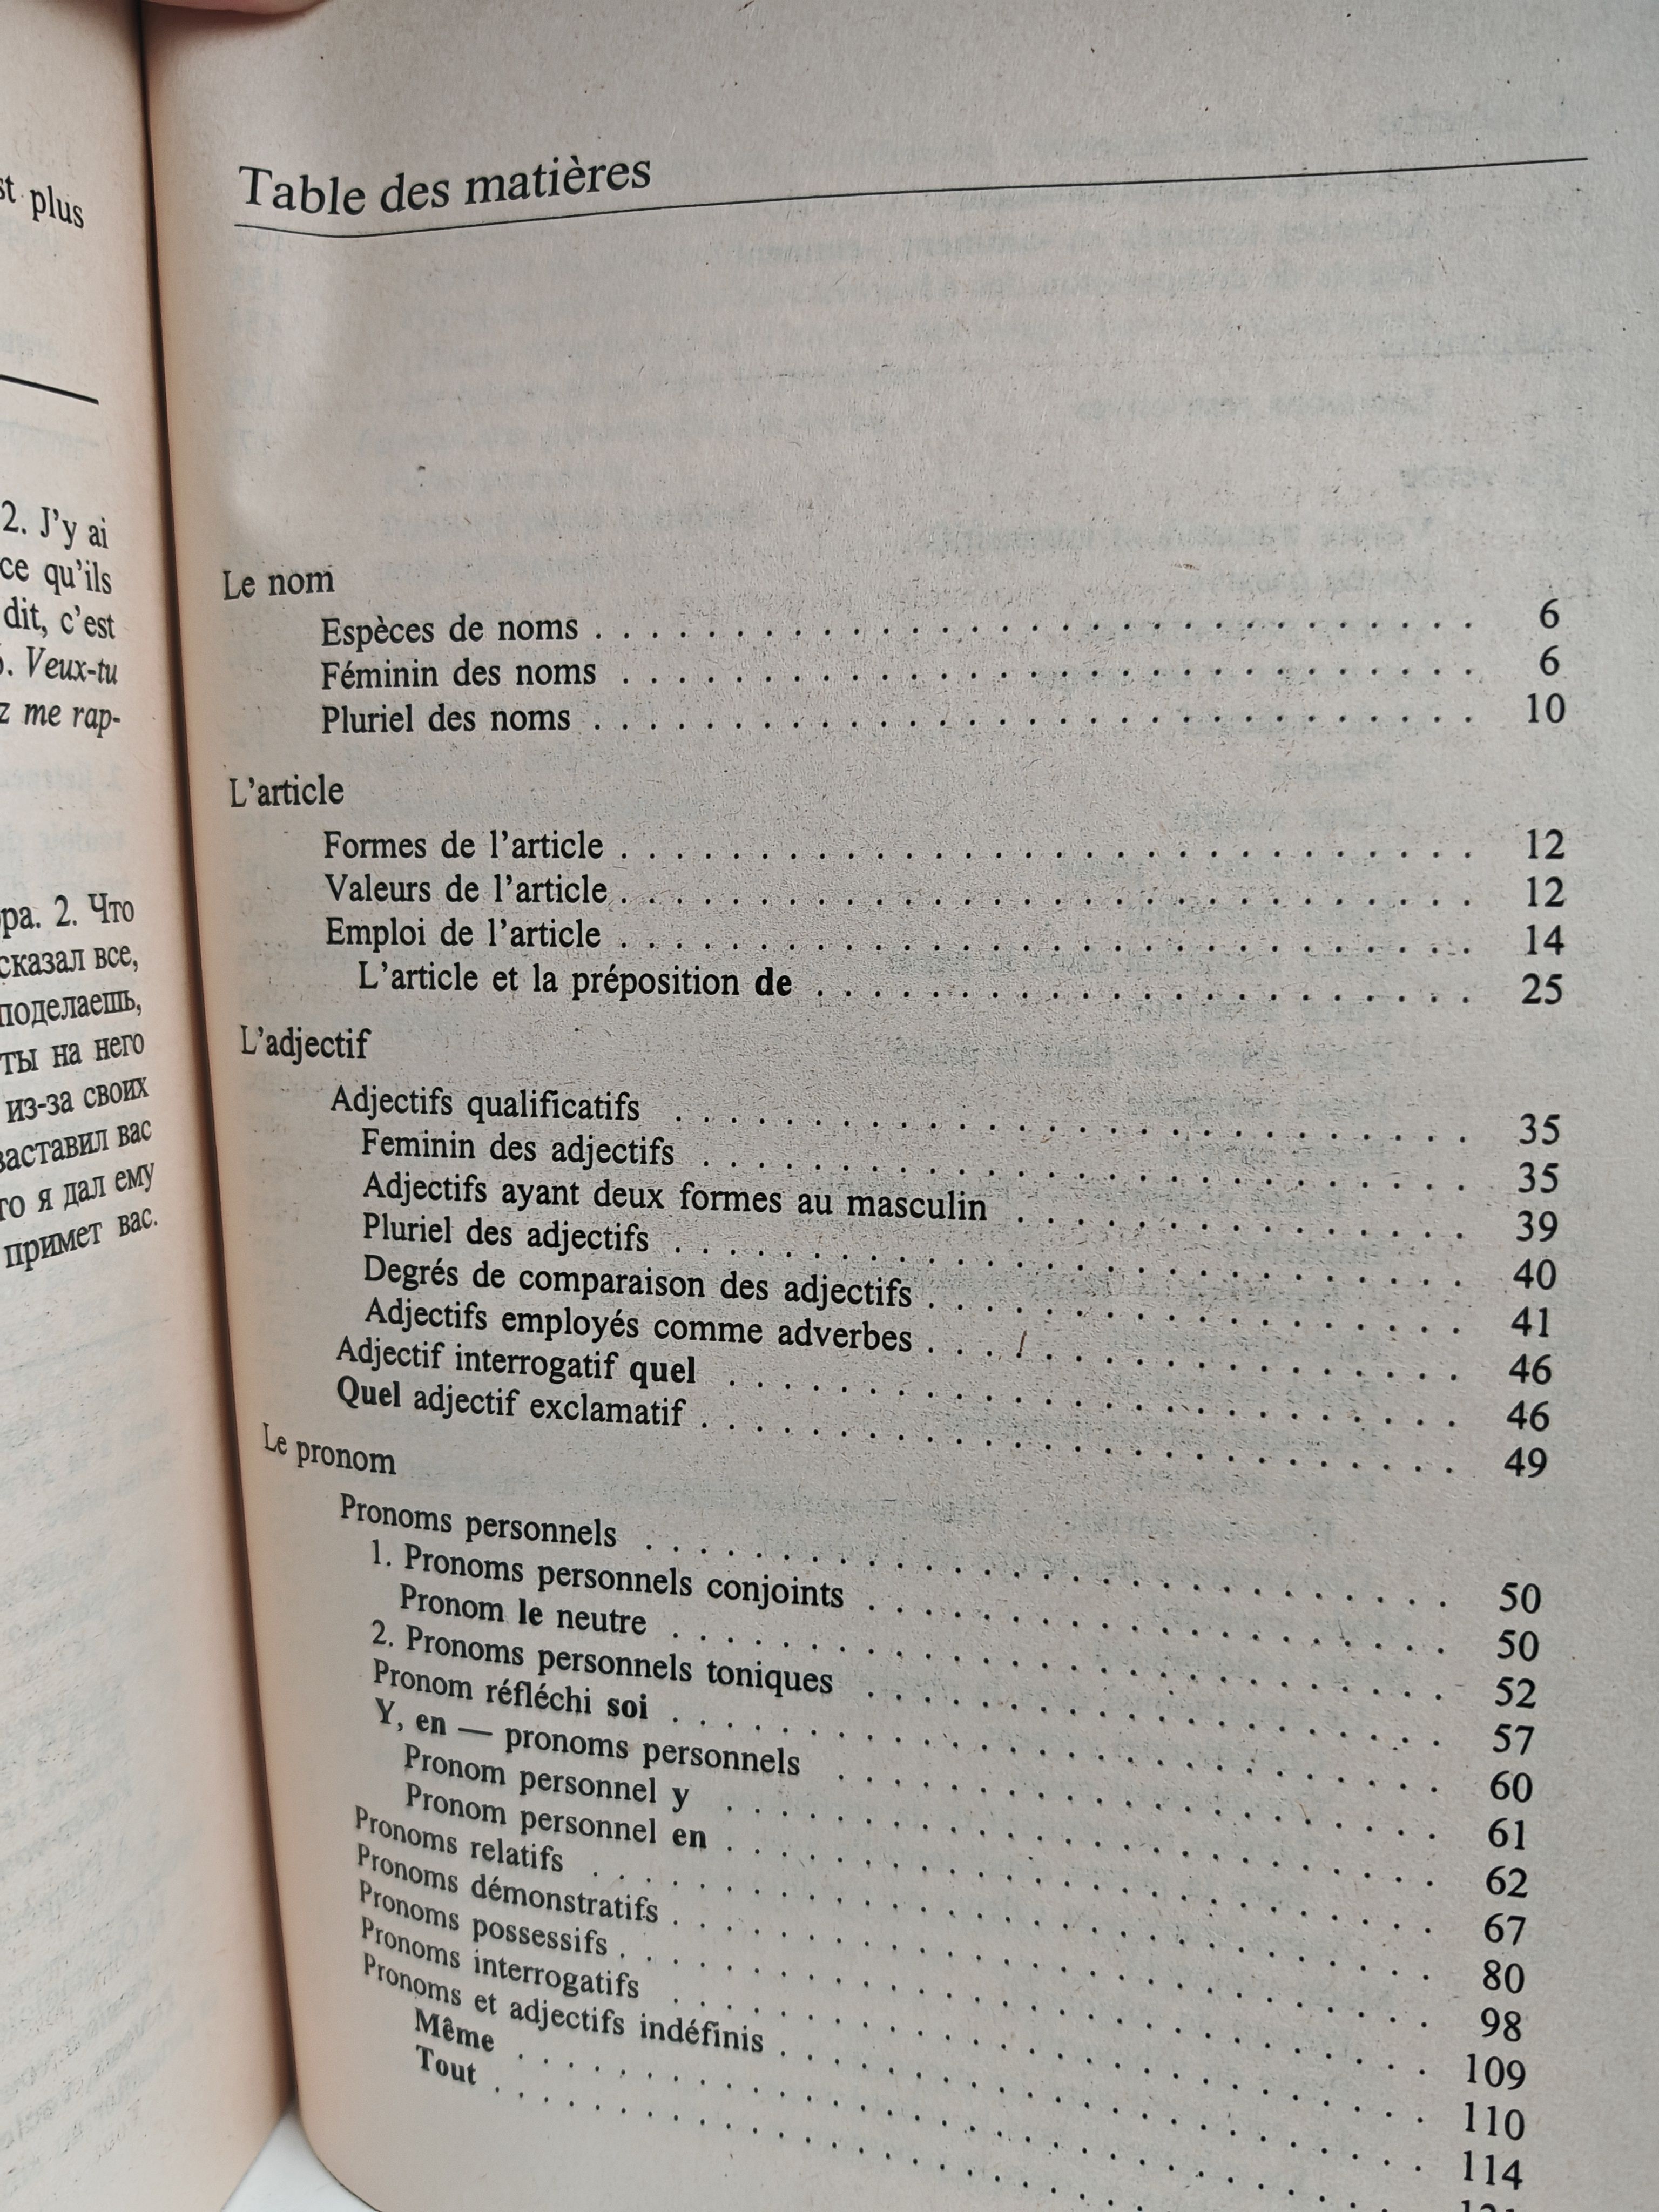 st plus
2. J'y ai
ce qu'ils
dit, c'est
Veux-tu
z me rap-
ора. 2. Что
сказал все,
поделаешь,
ты на него
из-за своих
заставил вас
го я дал ему
примет вас.
Table des matières
Le nom
Espèces de noms . . . . . . . . . . 6
Féminin des noms . . . . . . . . . . 6
Pluriel des noms . . . . . . . . . . 10
L'article
Formes de l'article . . . . . . . . . . 12
Valeurs de l'article . . . . . . . . . . 12
Emploi de l'article . . . . . . . . . . 14
L'article et la préposition de . . . . . . . . . . 25
L'adjectif
Adjectifs qualificatifs . . . . . . . . . . 35
Feminin des adjectifs . . . . . . . . . . 35
Adjectifs ayant deux formes au masculin . . . . . . . . . . 39
Pluriel des adjectifs . . . . . . . . . . 40
Degrés de comparaison des adjectifs . . . . . . . . . . 41
Adjectifs employés comme adverbes . . . . . . . . . . 46
Adjectif interrogatif quel . . . . . . . . . . 46
Quel adjectif exclamatif . . . . . . . . . . 49
Le pronom
Pronoms personnels . . . . . . . . . . 50
1. Pronoms personnels conjoints . . . . . . . . . . 50
Pronom le neutre . . . . . . . . . . 52
2. Pronoms personnels toniques . . . . . . . . . . 57
Pronom réfléchi soi . . . . . . . . . . 60
Y, en — pronoms personnels . . . . . . . . . . 61
Pronom personnel y . . . . . . . . . . 62
Pronom personnel en . . . . . . . . . . 67
Pronoms relatifs . . . . . . . . . . 80
Pronoms démonstratifs . . . . . . . . . . 98
Pronoms possessifs . . . . . . . . . . 109
Pronoms interrogatifs . . . . . . . . . . 110
Pronoms et adjectifs indéfinis . . . . . . . . . . 114
Même . . . . . . . . . .
Tout . . . . . . . . . .